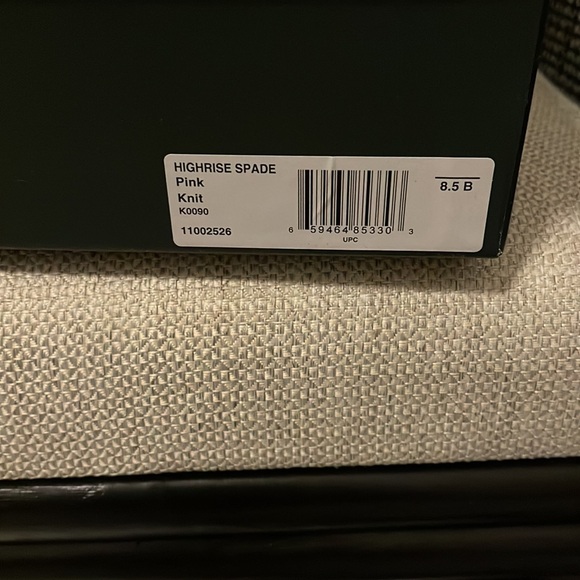 HIGHRISE SPADE
Pink
Knit
K0090
11002526
6 59464 85330 3
UPC
8.5 B